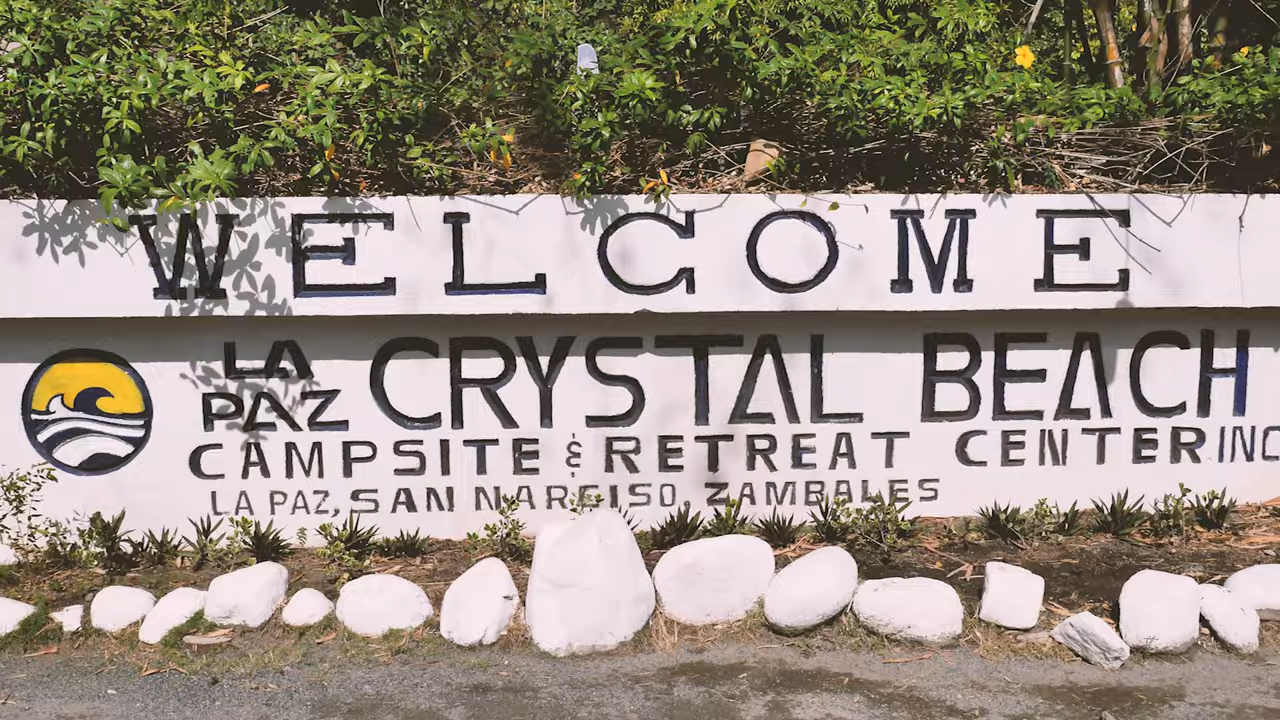 WELCOME
LA PAZ CRYSTAL BEACH
CAMPSITE & RETREAT CENTER INC
LA PAZ, SAN NARCISO, ZAMBALES